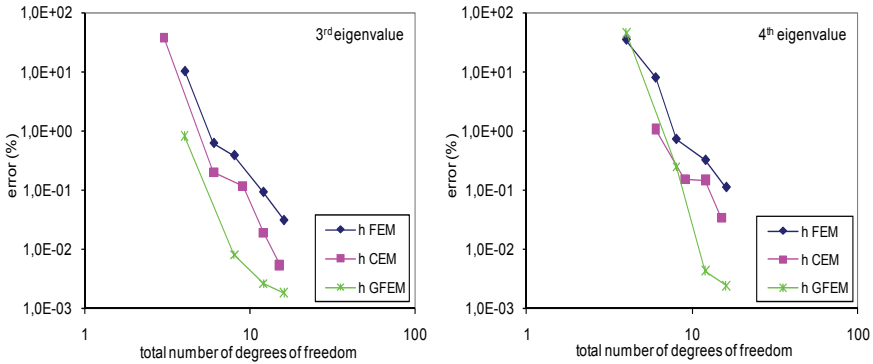 3rd eigenvalue
1,0E+02
1,0E+01
1,0E+00
1,0E-01
1,0E-02
1,0E-03
error (%)
h FEM
h CEM
h GFEM
1 10 100
total number of degrees of freedom
4th eigenvalue
1,0E+02
1,0E+01
1,0E+00
1,0E-01
1,0E-02
1,0E-03
error (%)
h FEM
h CEM
h GFEM
1 10 100
total number of degrees of freedom